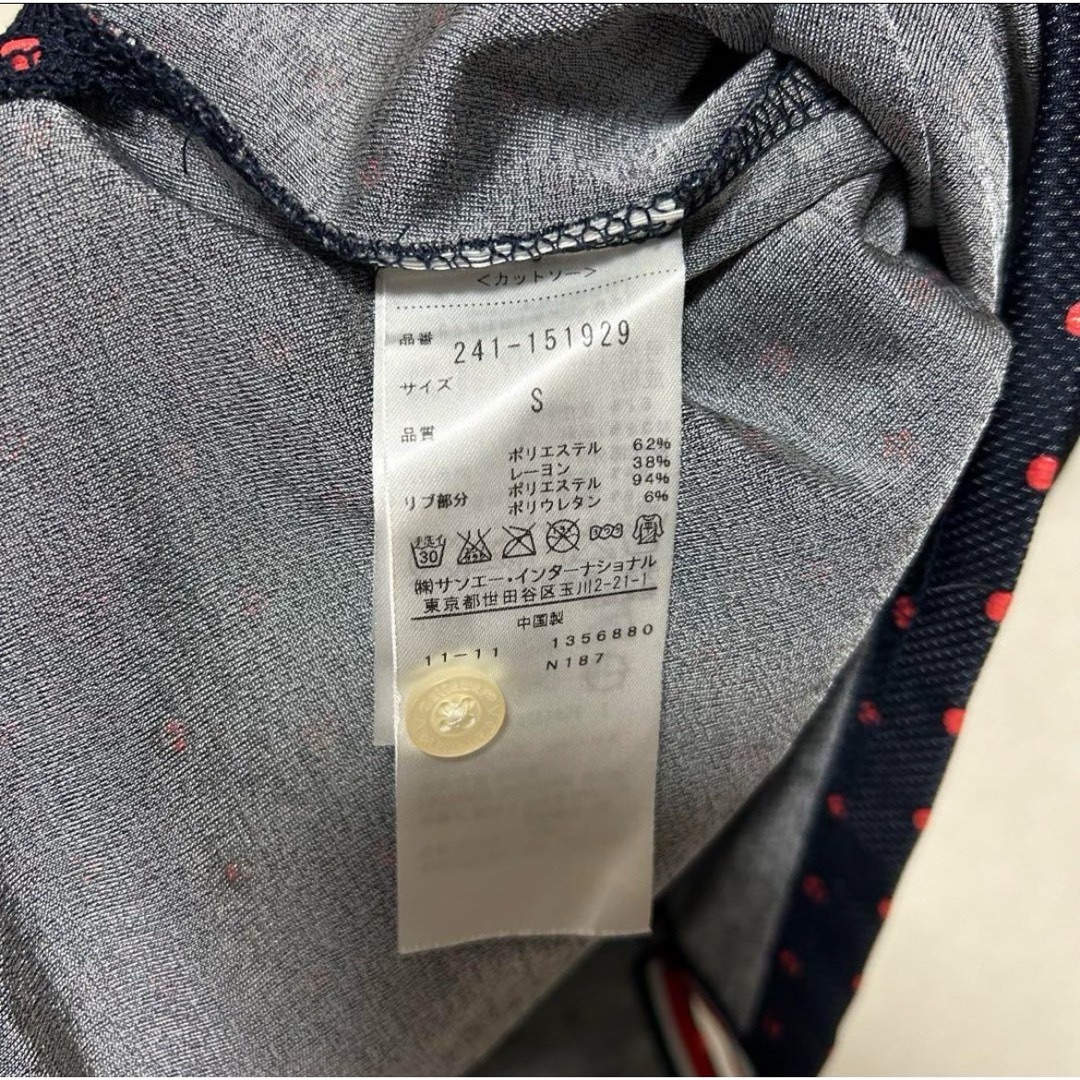 <カットソー>
品番 241-151929
サイズ S
品質
ポリエステル 62%
レーヨン 38%
リブ部分 ポリエステル 94%
ポリウレタン 6%
手洗イ
30
(株)サンエー・インターナショナル
東京都世田谷区玉川2-21-1
中国製
11-11 1356880
N187